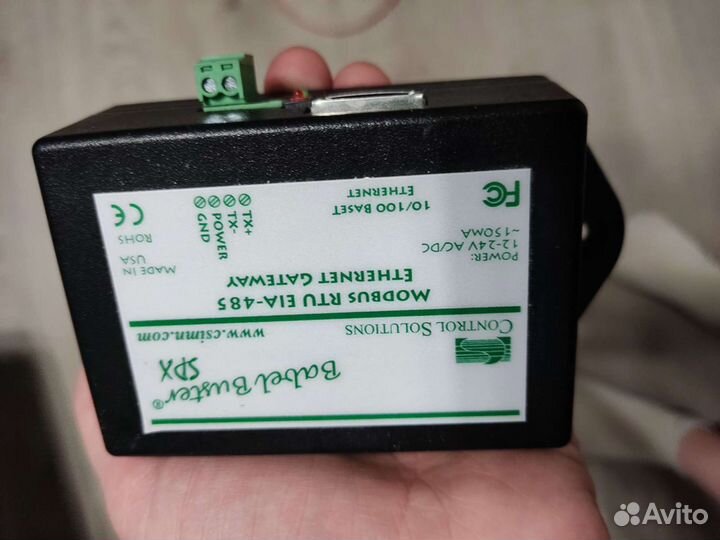 Babel Buster®
SPX
CONTROL SOLUTIONS
www.csimn.com
MODBUS RTU EIA-485
ETHERNET GATEWAY
POWER:
12-24V AC/DC
~150MA
MADE IN
USA
ROHS
CE
FC
10/100 BASET
ETHERNET
TX+
TX-
POWER
GND
Avito